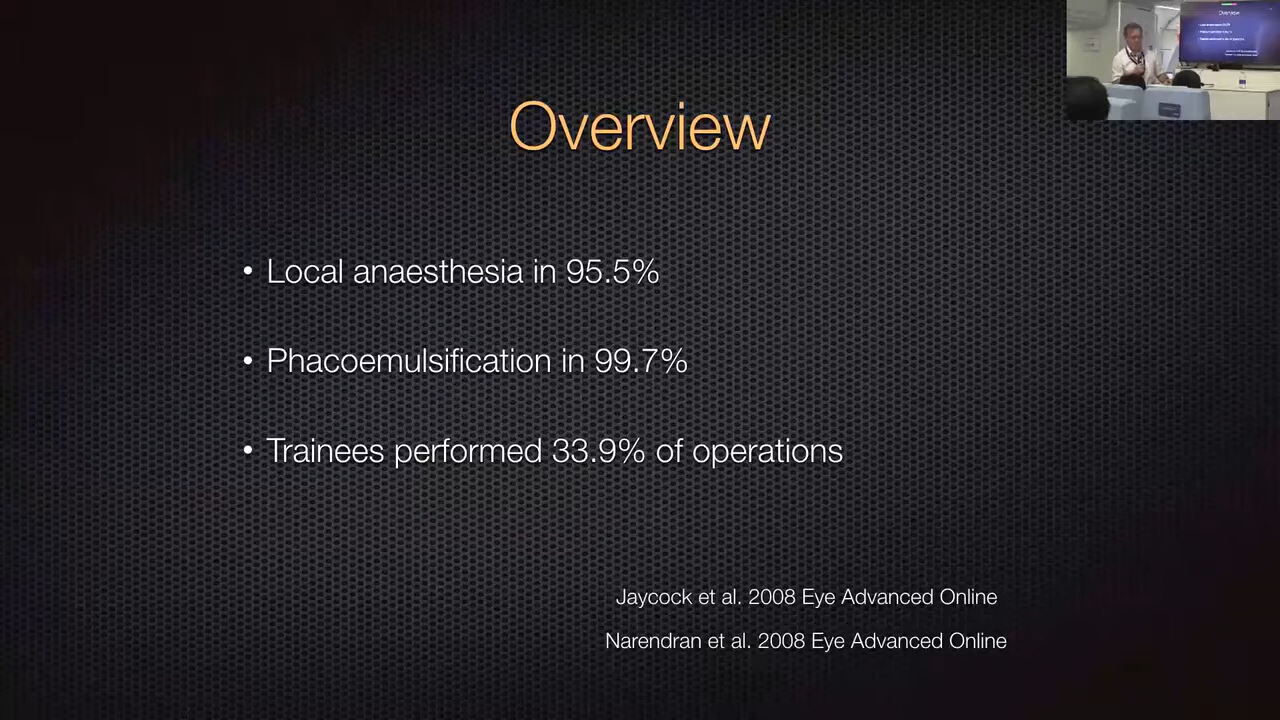 Overview
• Local anaesthesia in 95.5%
• Phacoemulsification in 99.7%
• Trainees performed 33.9% of operations
Jaycock et al. 2008 Eye Advanced Online
Narendran et al. 2008 Eye Advanced Online
Overview